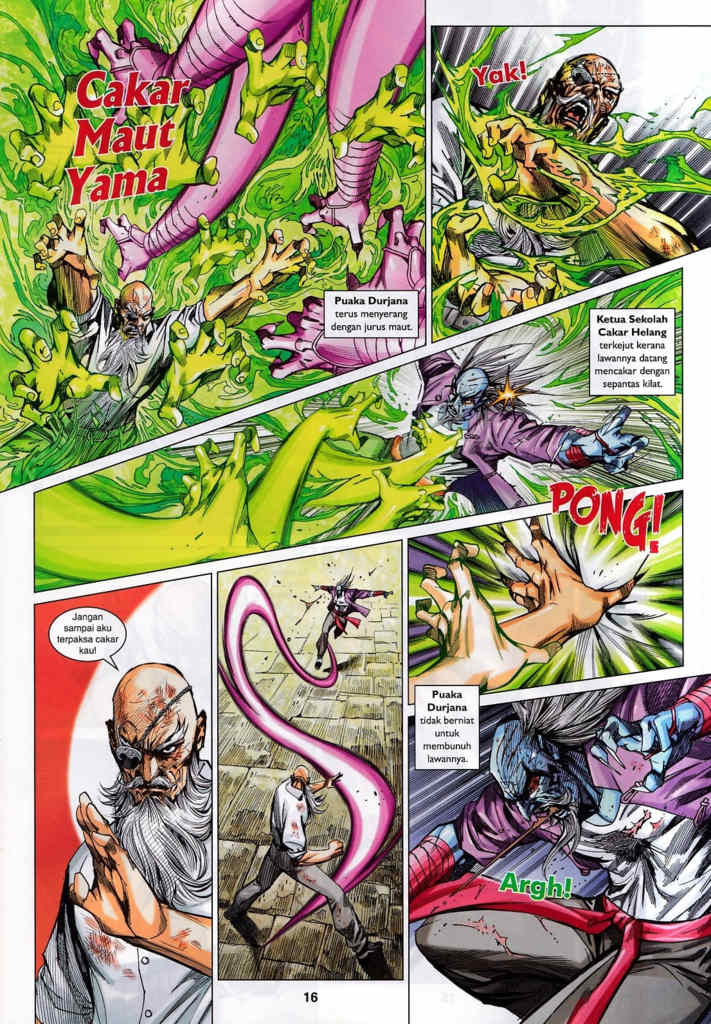 Cakar
Maut
Yama
Yak!
Puaka Durjana
terus menyerang
dengan jurus maut.
Ketua Sekolah
Cakar Helang
terkejut kerana
lawannya datang
mencakar dengan
sepantas kilat.
PONG!
Jangan
sampai aku
terpaksa cakar
kau!
Puaka
Durjana
tidak berniat
untuk
membunuh
lawannya.
Argh!
16